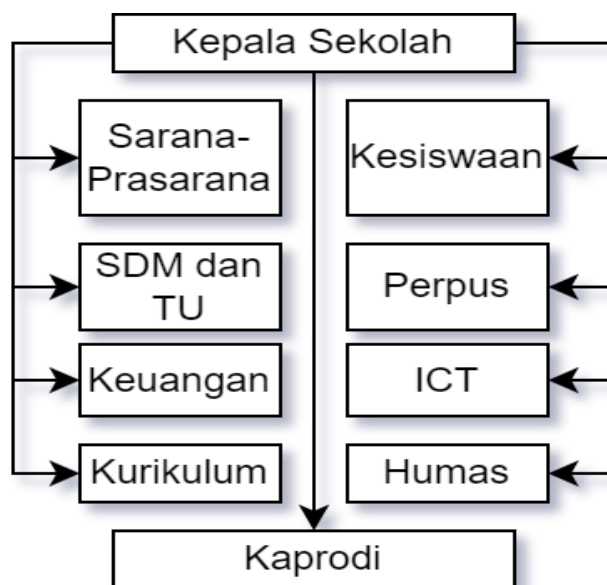 Kepala Sekolah
Sarana-
Prasarana
Kesiswaan
SDM dan
TU
Perpus
Keuangan
ICT
Kurikulum
Humas
Kaprodi